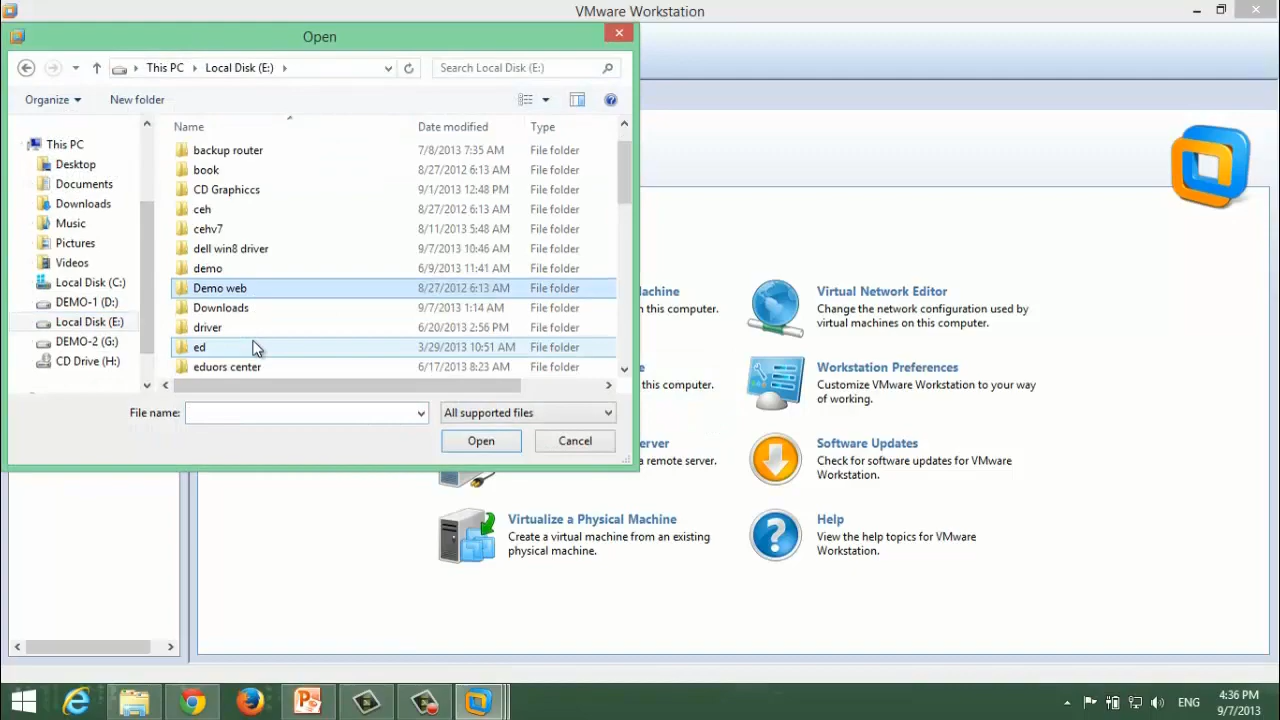 VMware Workstation
Open
This PC
Local Disk (E:)
Search Local Disk (E:)
Organize
New folder
Name
Date modified
Type
backup router 7/8/2013 7:35 AM File folder
book 8/27/2012 6:13 AM File folder
CD Graphiccs 9/1/2013 12:48 PM File folder
ceh 8/27/2012 6:13 AM File folder
cehv7 8/11/2013 5:48 AM File folder
dell win8 driver 9/7/2013 10:46 AM File folder
demo 6/9/2013 11:41 AM File folder
Demo web 8/27/2012 6:13 AM File folder
Downloads 9/7/2013 1:14 AM File folder
driver 6/20/2013 2:56 PM File folder
ed 3/29/2013 10:51 AM File folder
eduors center 6/17/2013 8:23 AM File folder
This PC
Desktop
Documents
Downloads
Music
Pictures
Videos
Local Disk (C:)
DEMO-1 (D:)
Local Disk (E:)
DEMO-2 (G:)
CD Drive (H:)
File name:
All supported files
Open
Cancel
achine
on this computer.
e
this computer.
erver
a remote server.
Virtualize a Physical Machine
Create a virtual machine from an existing
physical machine.
Virtual Network Editor
Change the network configuration used by
virtual machines on this computer.
Workstation Preferences
Customize VMware Workstation to your way
of working.
Software Updates
Check for software updates for VMware
Workstation.
Help
View the help topics for VMware
Workstation.
ENG
4:36 PM
9/7/2013